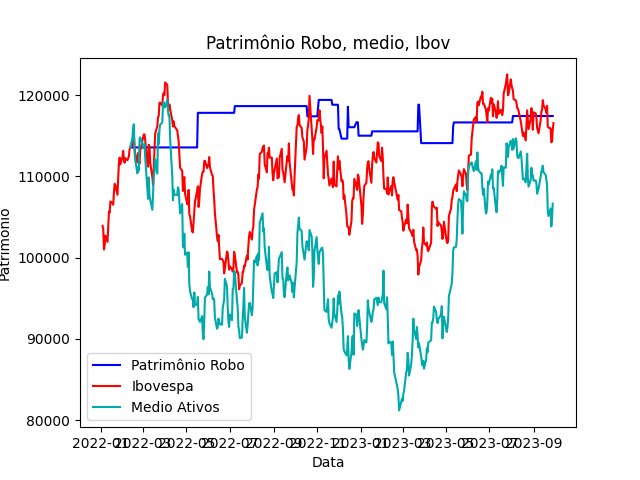 Patrimônio Robo, medio, Ibov
Patrimonio
120000
110000
100000
90000
80000
Patrimônio Robo
Ibovespa
Medio Ativos
2022-01
2022-03
2022-05
2022-07
2022-09
2022-11
2023-01
2023-03
2023-05
2023-07
2023-09
Data